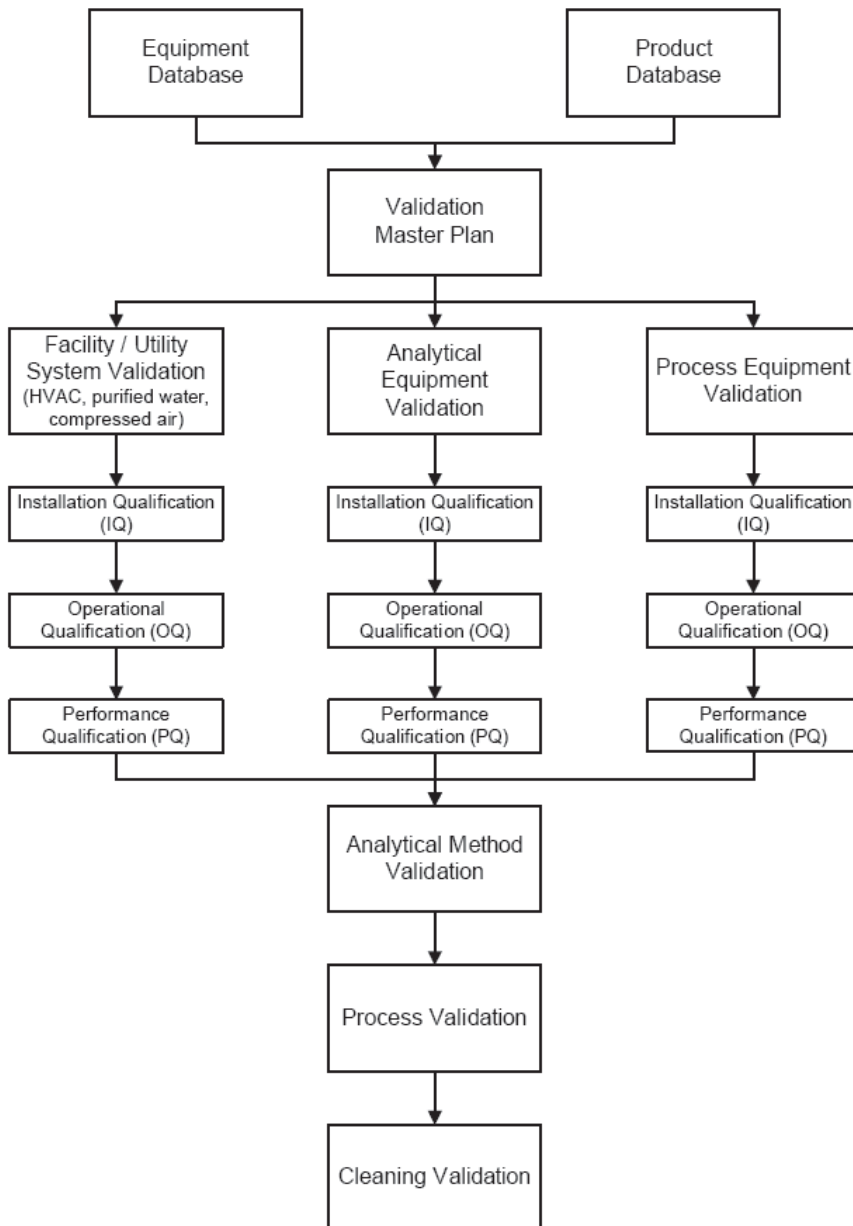 Equipment
Database
Product
Database
Validation
Master Plan
Facility / Utility
System Validation
(HVAC, purified water,
compressed air)
Analytical
Equipment
Validation
Process Equipment
Validation
Installation Qualification
(IQ)
Installation Qualification
(IQ)
Installation Qualification
(IQ)
Operational
Qualification (OQ)
Operational
Qualification (OQ)
Operational
Qualification (OQ)
Performance
Qualification (PQ)
Performance
Qualification (PQ)
Performance
Qualification (PQ)
Analytical Method
Validation
Process Validation
Cleaning Validation